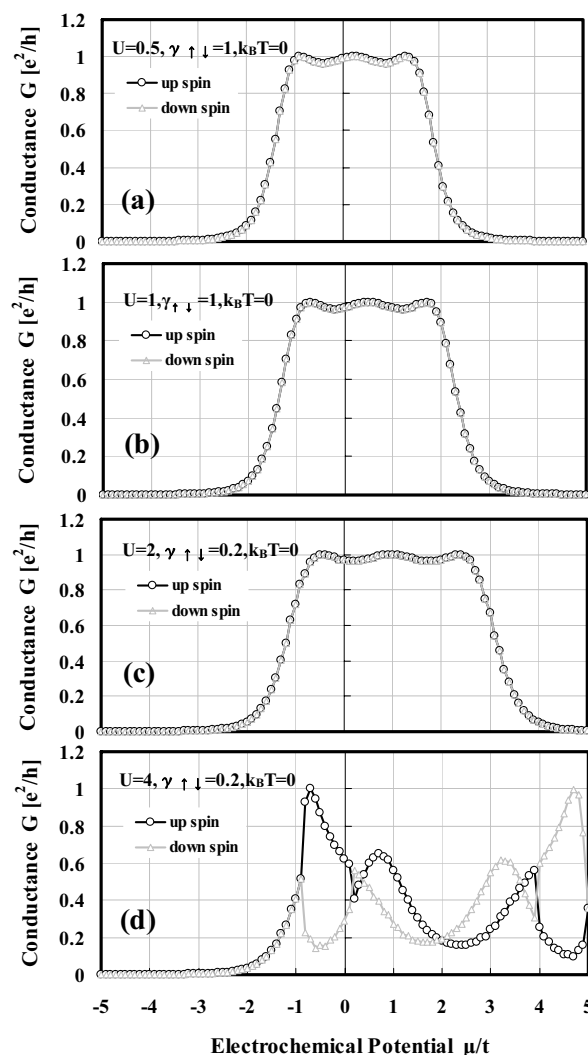 1.2
U=0.5, γ ↑↓=1,kBT=0
1
up spin
0.8
down spin
0.6
0.4
(a)
0.2
0
Conductance G [e²/h]
1.2
U=1,γ↑↓=1,kBT=0
1
up spin
0.8
down spin
0.6
0.4
(b)
0.2
0
Conductance G [e²/h]
1.2
U=2, γ ↑↓=0.2,kBT=0
1
up spin
0.8
down spin
0.6
0.4
(c)
0.2
0
Conductance G [e²/h]
1.2
U=4, γ ↑↓=0.2,kBT=0
1
up spin
0.8
down spin
0.6
0.4
(d)
0.2
0
Conductance G [e²/h]
-5 -4 -3 -2 -1 0 1 2 3 4 5
Electrochemical Potential μ/t